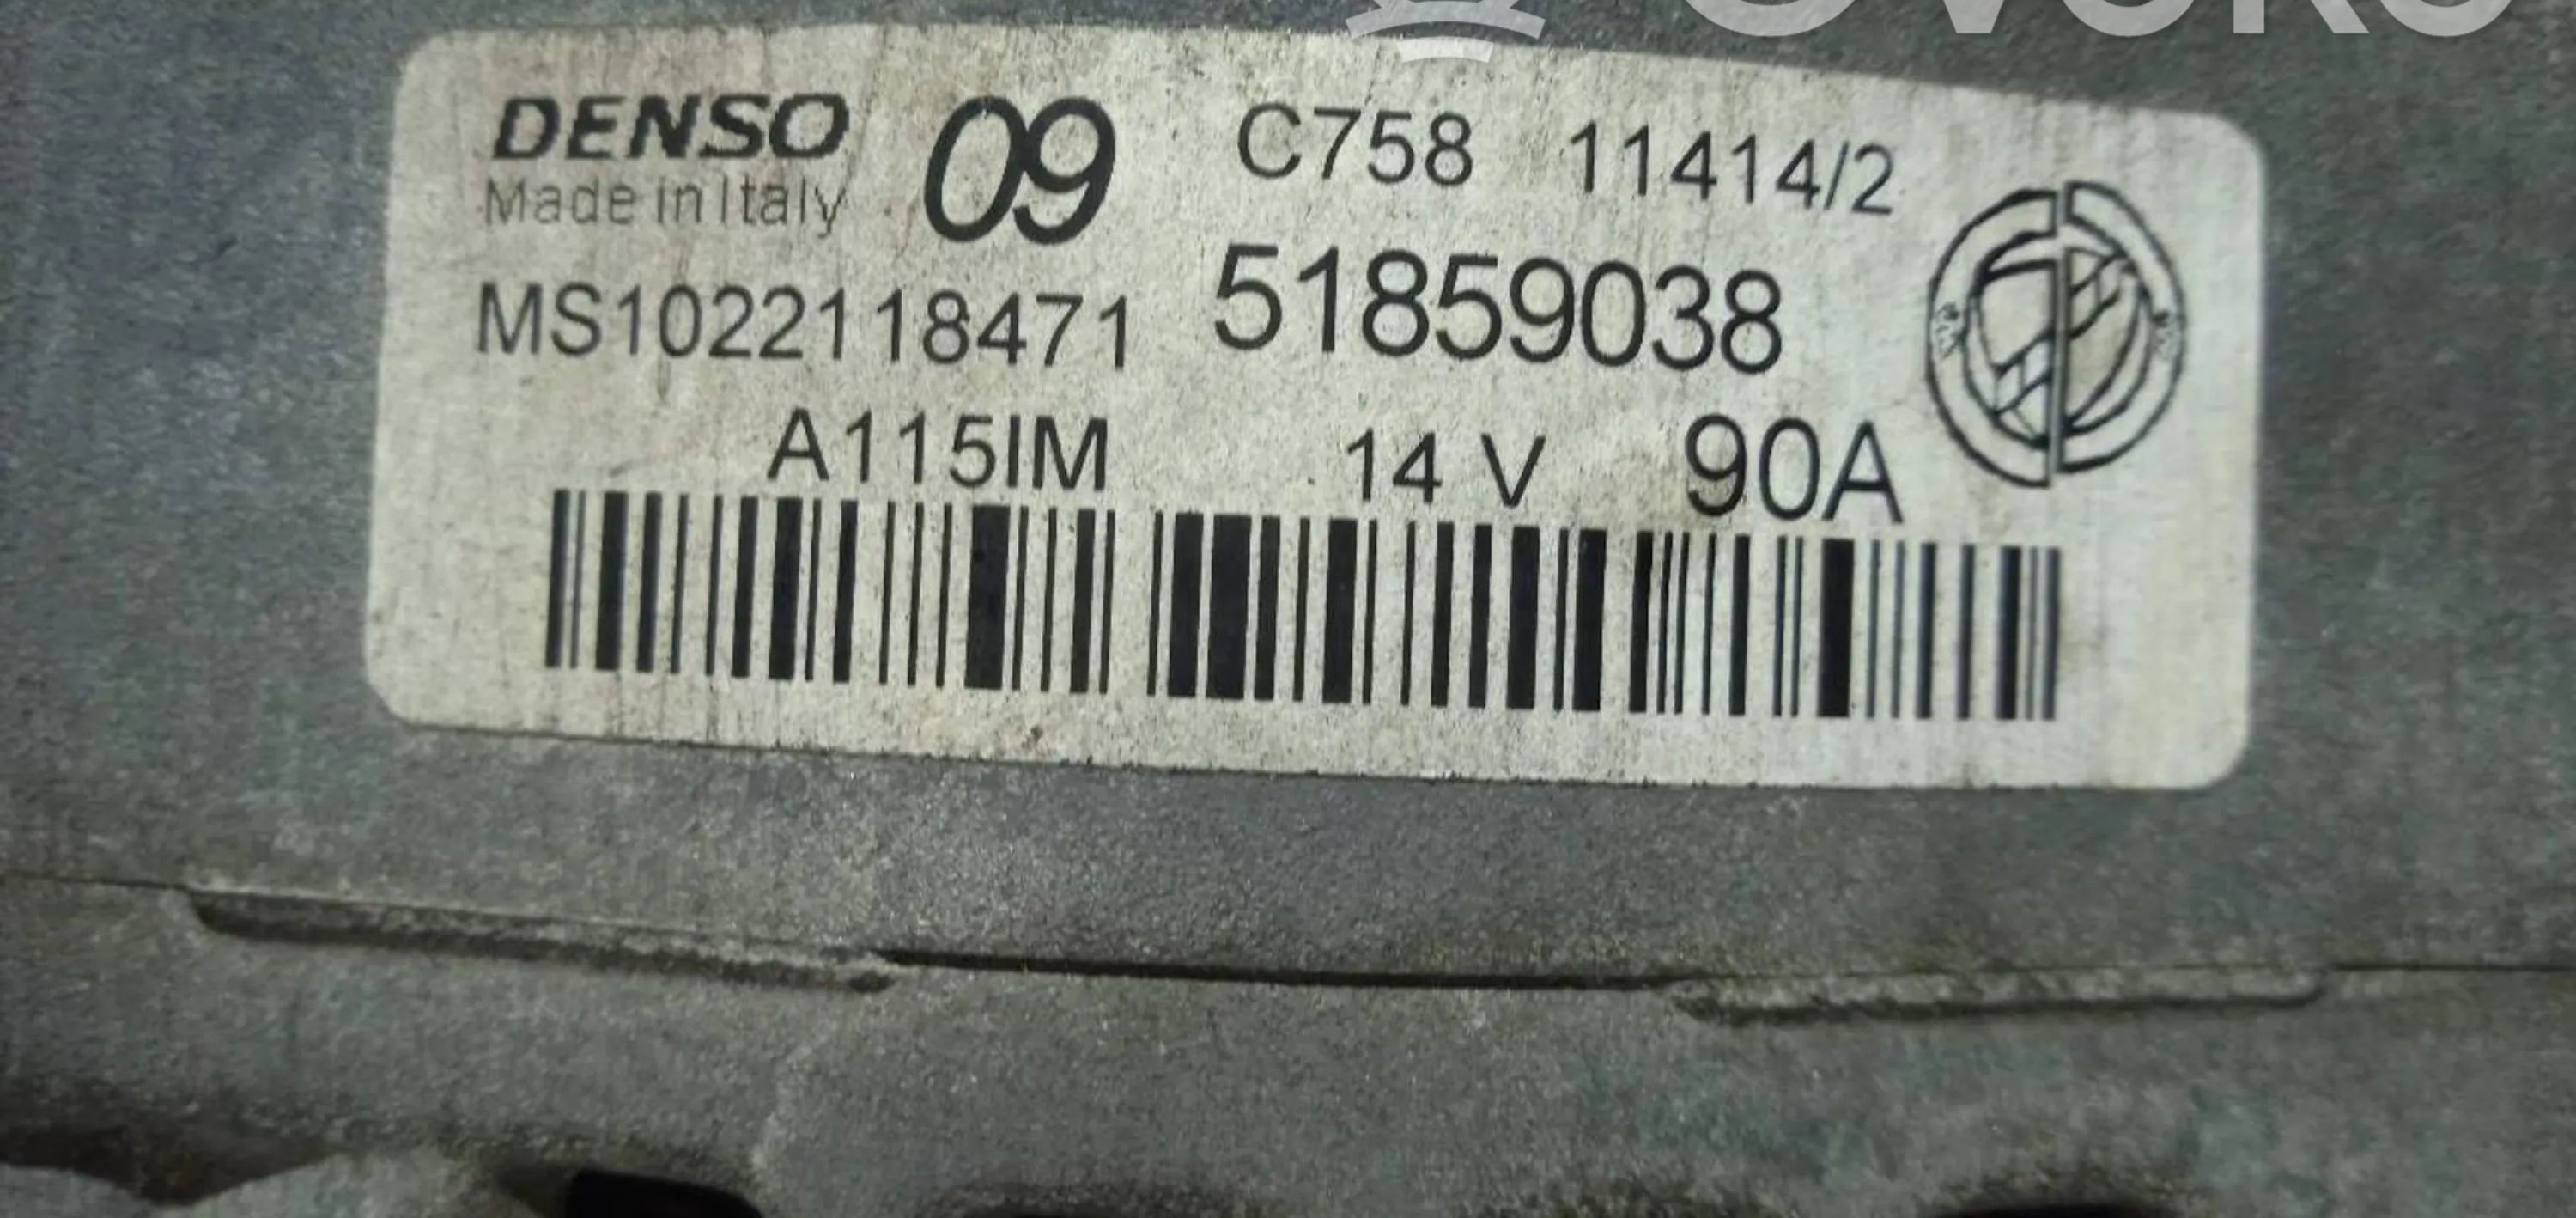 DENSO 09 C758 11414/2
Made in Italy
MS1022118471 51859038
A115IM 14 V 90A